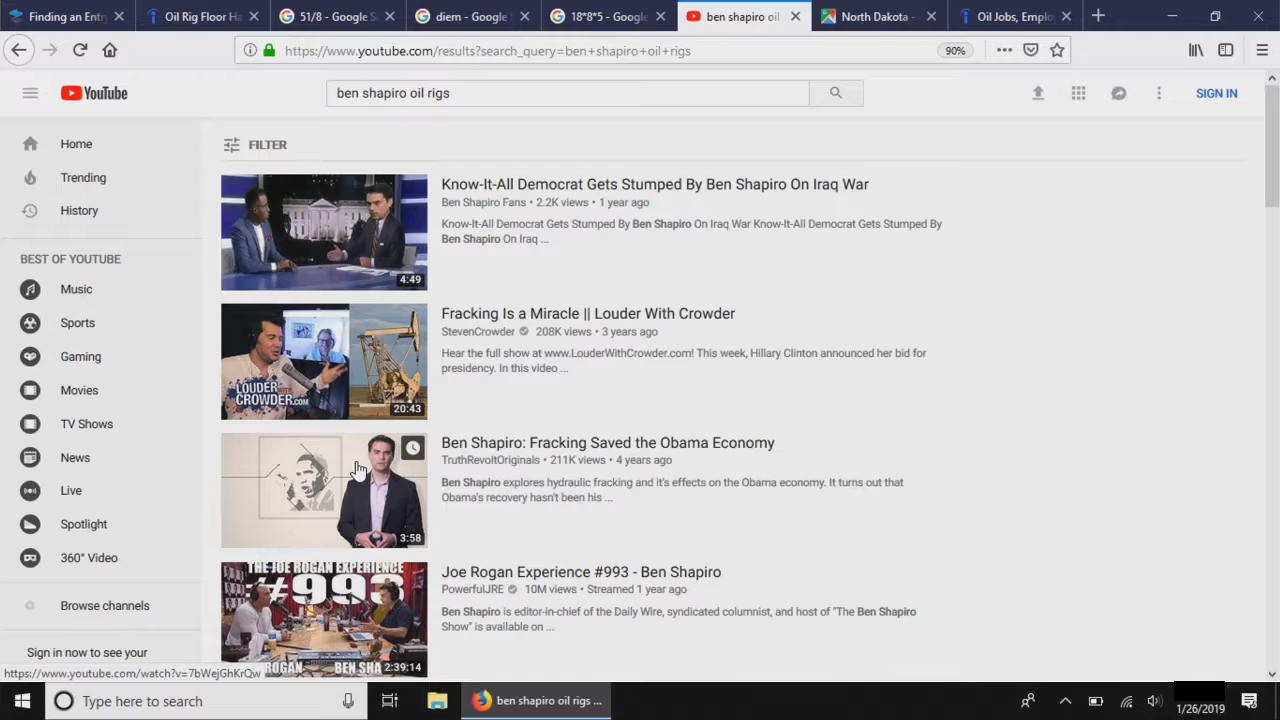 Finding an Entry
Oil Rig Floor Ha
51/8 - Google S
diem - Google S
18*8*5 - Google
ben shapiro oil
North Dakota -
Oil Jobs, Emplo
https://www.youtube.com/results?search_query=ben+shapiro+oil+rigs
90%
YouTube
ben shapiro oil rigs
SIGN IN
Home
Trending
History
BEST OF YOUTUBE
Music
Sports
Gaming
Movies
TV Shows
News
Live
Spotlight
360° Video
Browse channels
Sign in now to see your
FILTER
4:49
Know-It-All Democrat Gets Stumped By Ben Shapiro On Iraq War
Ben Shapiro Fans • 2.2K views • 1 year ago
Know-It-All Democrat Gets Stumped By Ben Shapiro On Iraq War Know-It-All Democrat Gets Stumped By
Ben Shapiro On Iraq ...
LOUDER
WITH
CROWDER
.COM
20:43
Fracking Is a Miracle || Louder With Crowder
StevenCrowder 208K views • 3 years ago
Hear the full show at www.LouderWithCrowder.com! This week, Hillary Clinton announced her bid for
presidency. In this video ...
3:58
Ben Shapiro: Fracking Saved the Obama Economy
TruthRevoltOriginals • 211K views • 4 years ago
Ben Shapiro explores hydraulic fracking and it's effects on the Obama economy. It turns out that
Obama's recovery hasn't been his ...
THE JOE ROGAN EXPERIENCE
#993
ROGAN BEN SHA
2:39:14
Joe Rogan Experience #993 - Ben Shapiro
PowerfulJRE 10M views • Streamed 1 year ago
Ben Shapiro is editor-in-chief of the Daily Wire, syndicated columnist, and host of "The Ben Shapiro
Show" is available on ...
https://www.youtube.com/watch?v=7bWejGhKrQw
Type here to search
ben shapiro oil rigs ...
1/26/2019